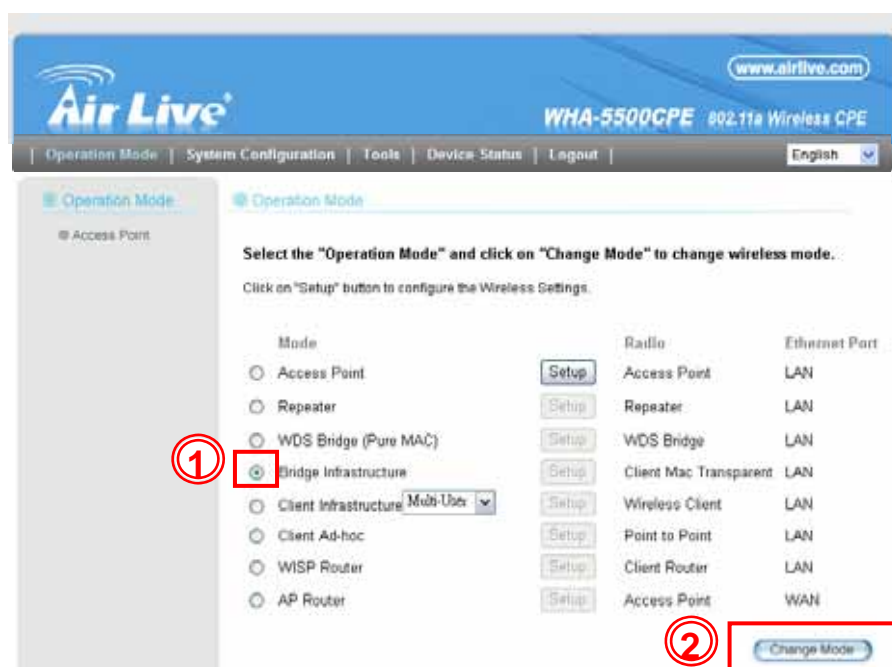 www.airlive.com
Air Live
WHA-5500CPE 802.11a Wireless CPE
| Operation Mode | System Configuration | Tools | Device Status | Logout | English
Operation Mode
Access Point
Operation Mode
Select the "Operation Mode" and click on "Change Mode" to change wireless mode.
Click on "Setup" button to configure the Wireless Settings.
Mode Radio Ethernet Port
Access Point Setup Access Point LAN
Repeater Setup Repeater LAN
WDS Bridge (Pure MAC) Setup WDS Bridge LAN
1 Bridge Infrastructure Setup Client Mac Transparent LAN
Client Infrastructure Multi-User Setup Wireless Client LAN
Client Ad-hoc Setup Point to Point LAN
WISP Router Setup Client Router LAN
AP Router Setup Access Point WAN
2 Change Mode